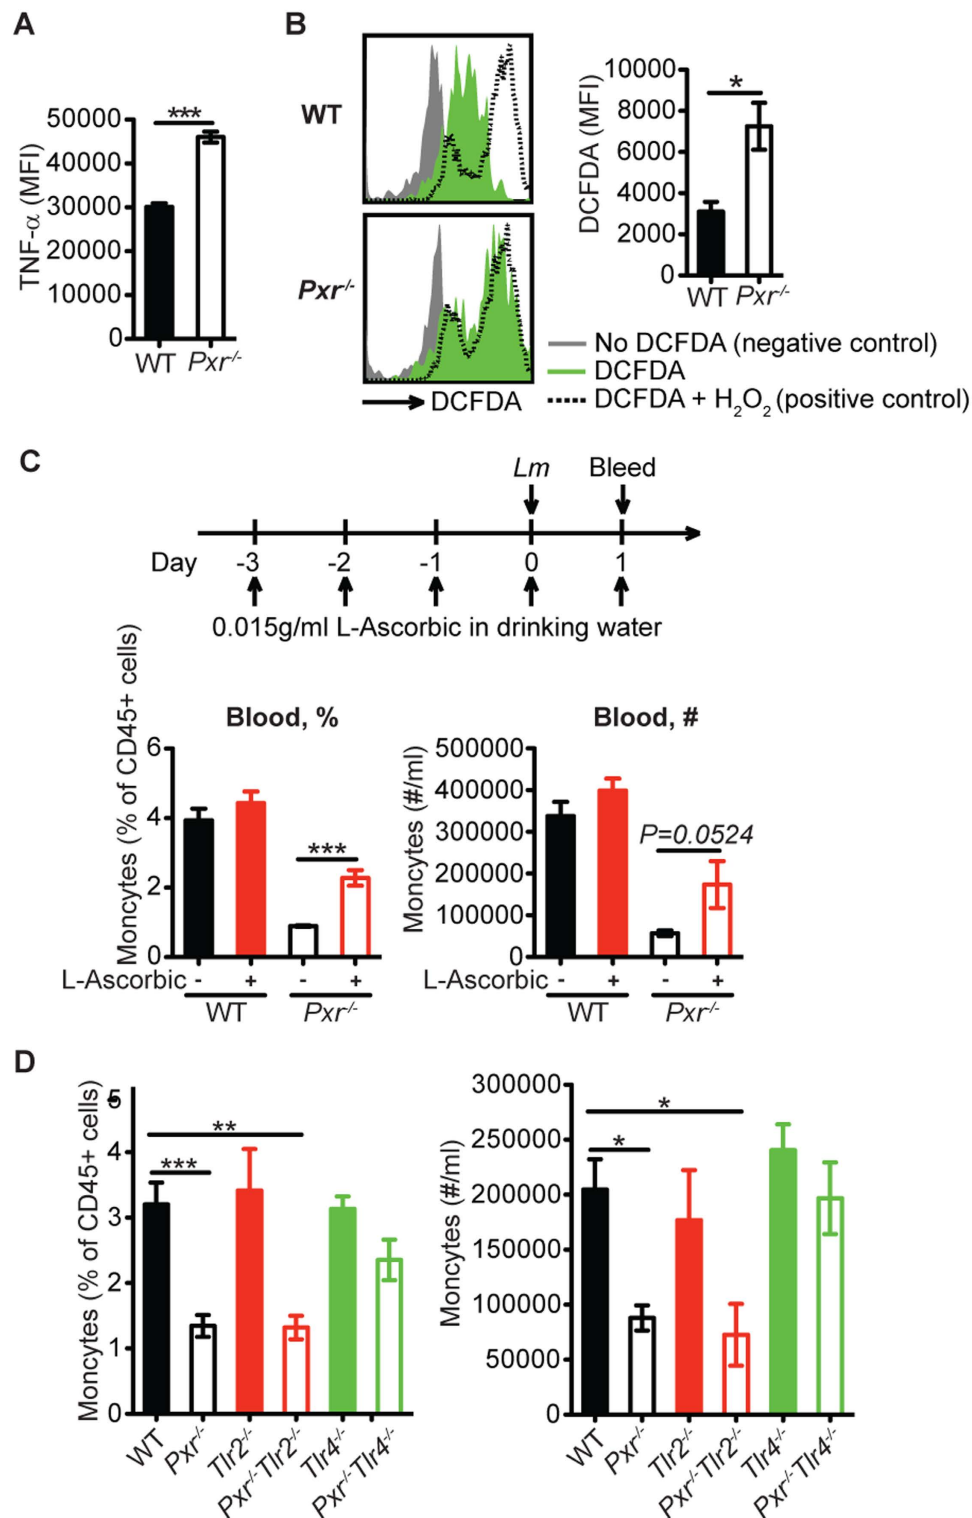 A
TNF-α (MFI)
50000
40000
30000
20000
10000
0
***
WT Pxr-/-
B
WT
Pxr-/-
DCFDA
DCFDA (MFI)
10000
8000
6000
4000
2000
0
*
WT Pxr-/-
No DCFDA (negative control)
DCFDA
DCFDA + H2O2 (positive control)
C
Lm Bleed
Day -3 -2 -1 0 1
0.015g/ml L-Ascorbic in drinking water
Blood, %
Moncytes (% of CD45+ cells)
6
4
2
0
***
L-Ascorbic - + - +
WT Pxr-/-
Blood, #
Moncytes (#/ml)
500000
400000
300000
200000
100000
0
P=0.0524
L-Ascorbic - + - +
WT Pxr-/-
D
Moncytes (% of CD45+ cells)
5
4
3
2
1
0
**
***
WT
Pxr-/-
Tlr2-/-
Pxr-/-Tlr2-/-
Tlr4-/-
Pxr-/-Tlr4-/-
Moncytes (#/ml)
300000
250000
200000
150000
100000
50000
0
*
*
WT
Pxr-/-
Tlr2-/-
Pxr-/-Tlr2-/-
Tlr4-/-
Pxr-/-Tlr4-/-